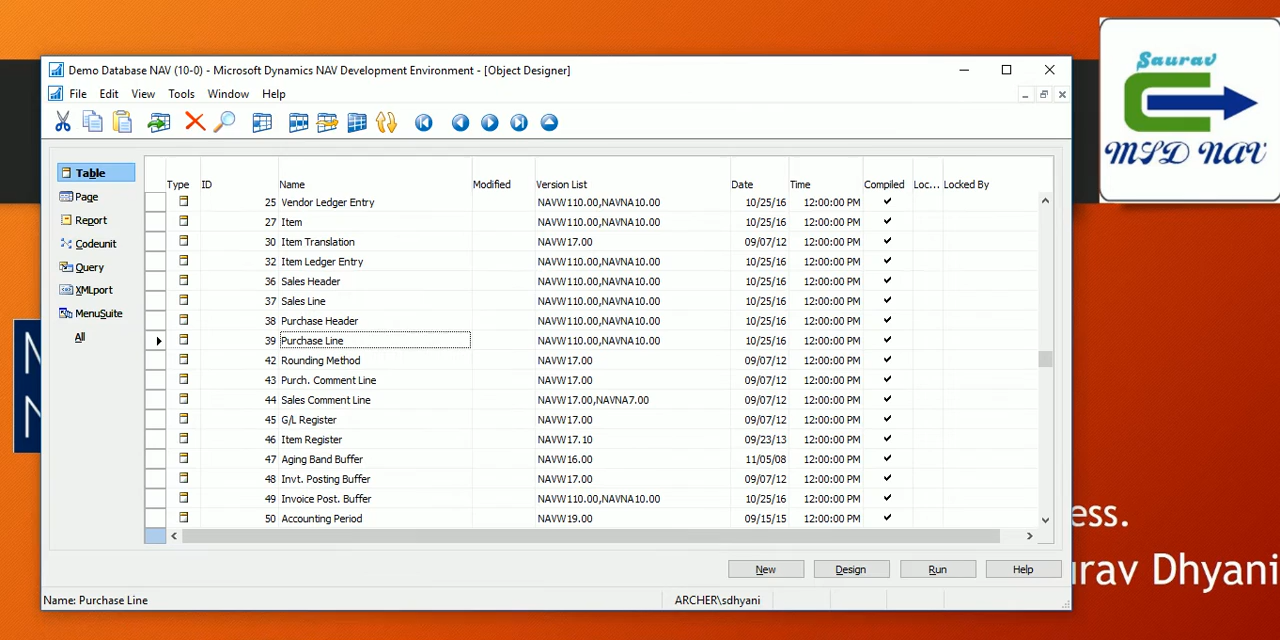 Demo Database NAV (10-0) - Microsoft Dynamics NAV Development Environment - [Object Designer]
File Edit View Tools Window Help
Table
Page
Report
Codeunit
Query
XMLport
MenuSuite
All
Type ID Name Modified Version List Date Time Compiled Loc... Locked By
25 Vendor Ledger Entry NAVW110.00,NAVNA10.00 10/25/16 12:00:00 PM
27 Item NAVW110.00,NAVNA10.00 10/25/16 12:00:00 PM
30 Item Translation NAVW17.00 09/07/12 12:00:00 PM
32 Item Ledger Entry NAVW110.00,NAVNA10.00 10/25/16 12:00:00 PM
36 Sales Header NAVW110.00,NAVNA10.00 10/25/16 12:00:00 PM
37 Sales Line NAVW110.00,NAVNA10.00 10/25/16 12:00:00 PM
38 Purchase Header NAVW110.00,NAVNA10.00 10/25/16 12:00:00 PM
39 Purchase Line NAVW110.00,NAVNA10.00 10/25/16 12:00:00 PM
42 Rounding Method NAVW17.00 09/07/12 12:00:00 PM
43 Purch. Comment Line NAVW17.00 09/07/12 12:00:00 PM
44 Sales Comment Line NAVW17.00,NAVNA7.00 09/07/12 12:00:00 PM
45 G/L Register NAVW17.00 09/07/12 12:00:00 PM
46 Item Register NAVW17.10 09/23/13 12:00:00 PM
47 Aging Band Buffer NAVW16.00 11/05/08 12:00:00 PM
48 Invt. Posting Buffer NAVW17.00 09/07/12 12:00:00 PM
49 Invoice Post. Buffer NAVW110.00,NAVNA10.00 10/25/16 12:00:00 PM
50 Accounting Period NAVW19.00 09/15/15 12:00:00 PM
New Design Run Help
Name: Purchase Line ARCHER\sdhyani
Saurav
MSD NAV
N
N
ess.
urav Dhyani